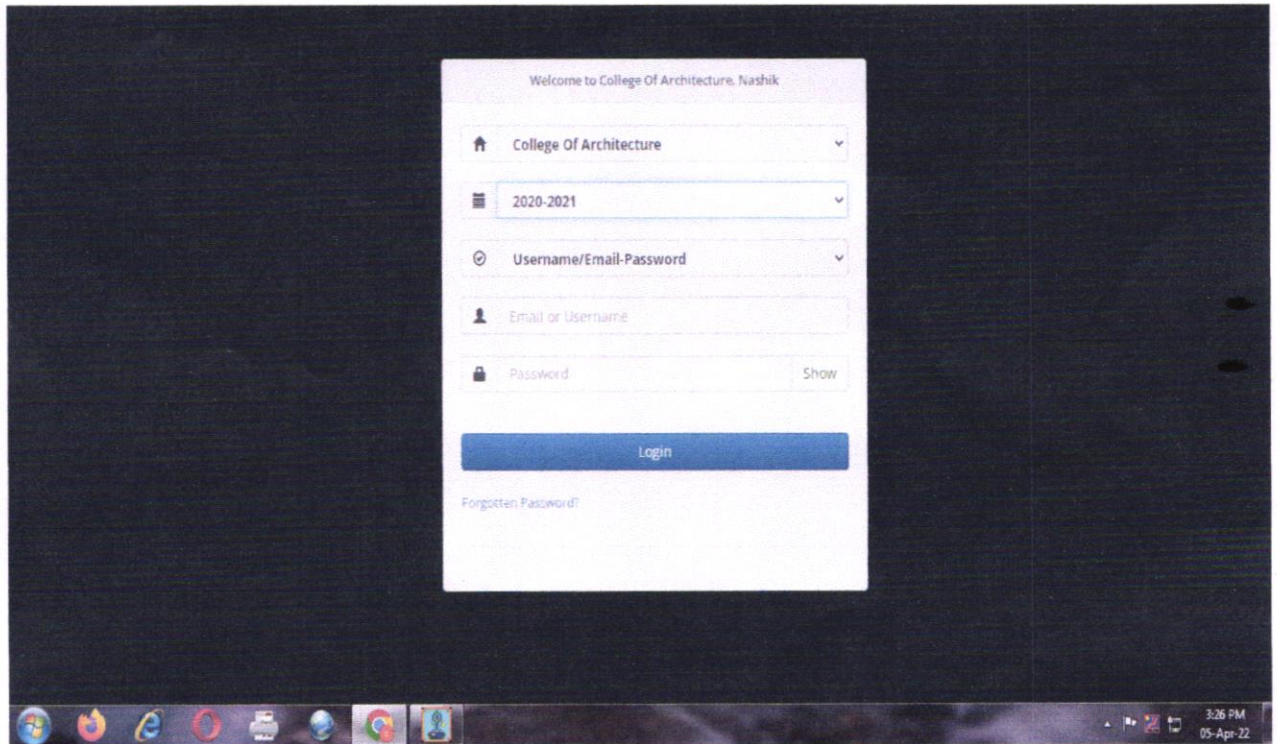 Welcome to College Of Architecture, Nashik
College Of Architecture
2020-2021
Username/Email-Password
Email or Username
Password
Show
Login
Forgotten Password?
3:26 PM
05-Apr-22